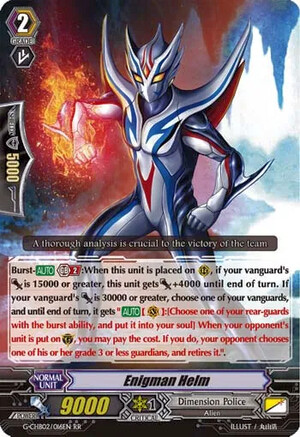 2
GRADE
5000
A thorough analysis is crucial to the victory of the team
Burst-AUTO 2 :When this unit is placed on , if your vanguard's
is 15000 or greater, this unit gets +4000 until end of turn. If
your vanguard's is 30000 or greater, choose one of your vanguard,
and until end of turn, it gets "AUTO [ ]:[Choose one of your rear-guards
with the burst ability, and put it into your soul] When your opponent's
unit is put on , you may pay the cost. If you do, your opponent chooses
one of his or her grade 3 or less guardians, and retires it.".
Enigman Helm
NORMAL UNIT
POWER 9000 1 CRITICAL
Dimension Police
Alien
G-CHB02/016EN RR
ILLUST /